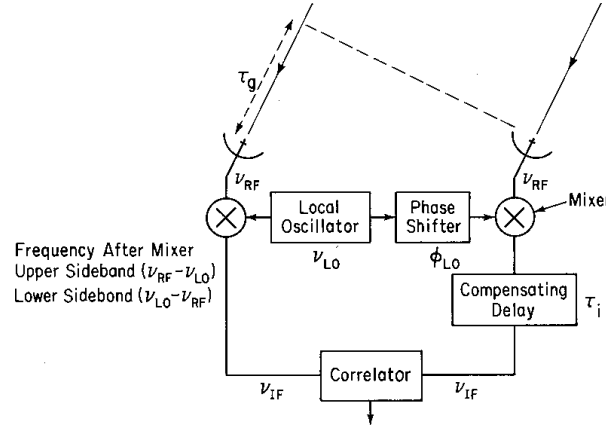 τg
νRF
νRF
Local
Oscillator
Phase
Shifter
Mixer
νLO
ϕLO
Frequency After Mixer
Upper Sideband (νRF−νLO)
Lower Sidebond (νLO−νRF)
Compensating
Delay
τi
Correlator
νIF
νIF